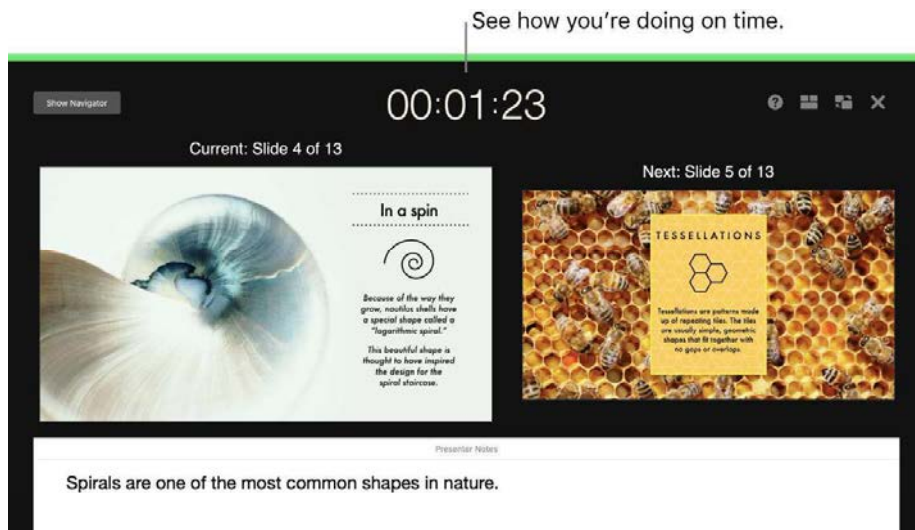 See how you're doing on time.
Show Navigator
00:01:23
?
Current: Slide 4 of 13
Next: Slide 5 of 13
In a spin
Because of the way they
grow, nautilus shells have
a special shape called a
"logarithmic spiral."
This beautiful shape is
thought to have inspired
the design for the
spiral staircase.
TESSELLATIONS
Tessellations are patterns made
up of repeating tiles. The tiles
are usually simple, geometric
shapes that fit together with
no gaps or overlaps.
Presenter Notes
Spirals are one of the most common shapes in nature.